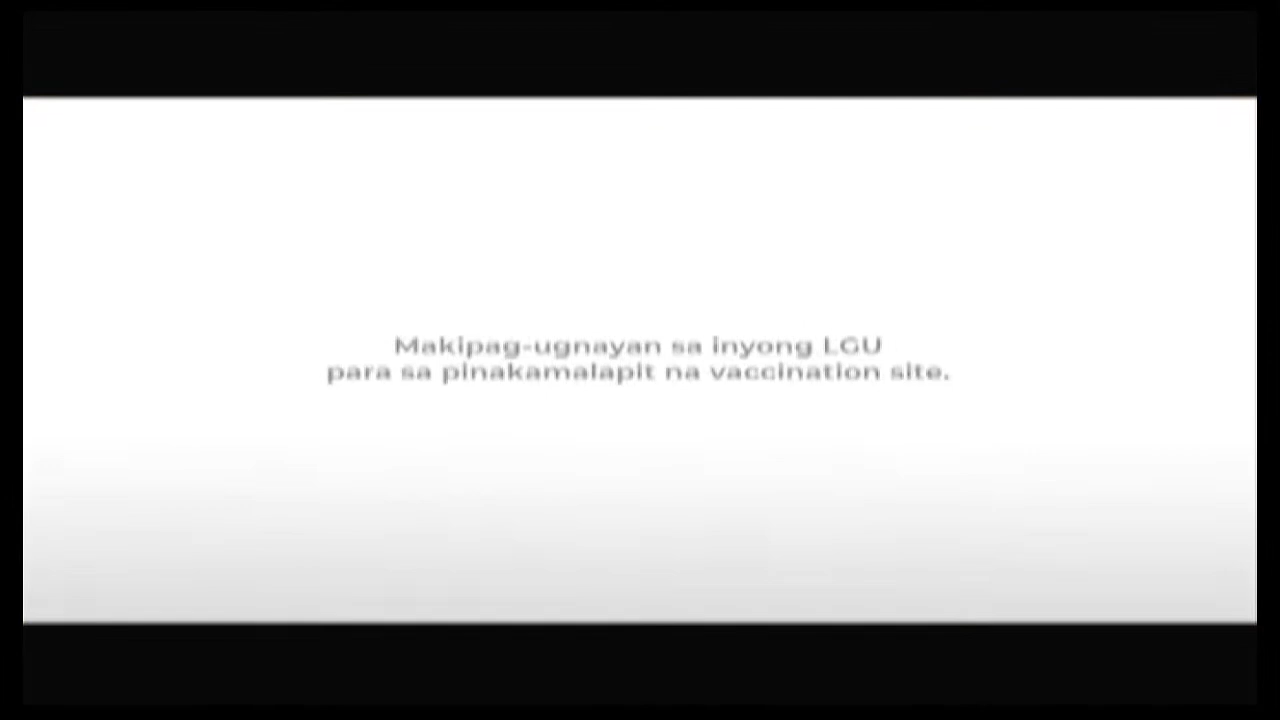 Makipag-ugnayan sa inyong LGU
para sa pinakamalapit na vaccination site.